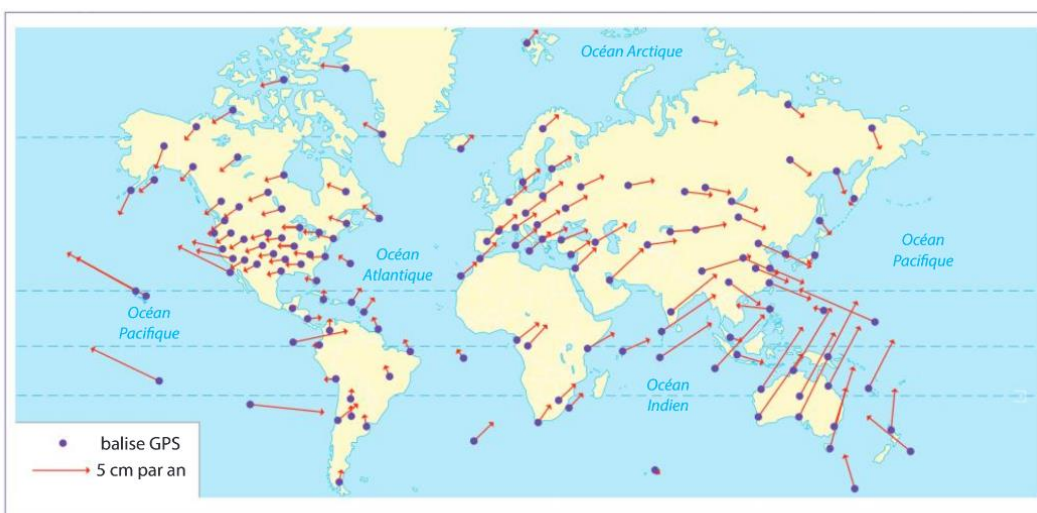 Océan Arctique
Océan
Atlantique
Océan
Pacifique
Océan
Pacifique
Océan
Indien
balise GPS
5 cm par an